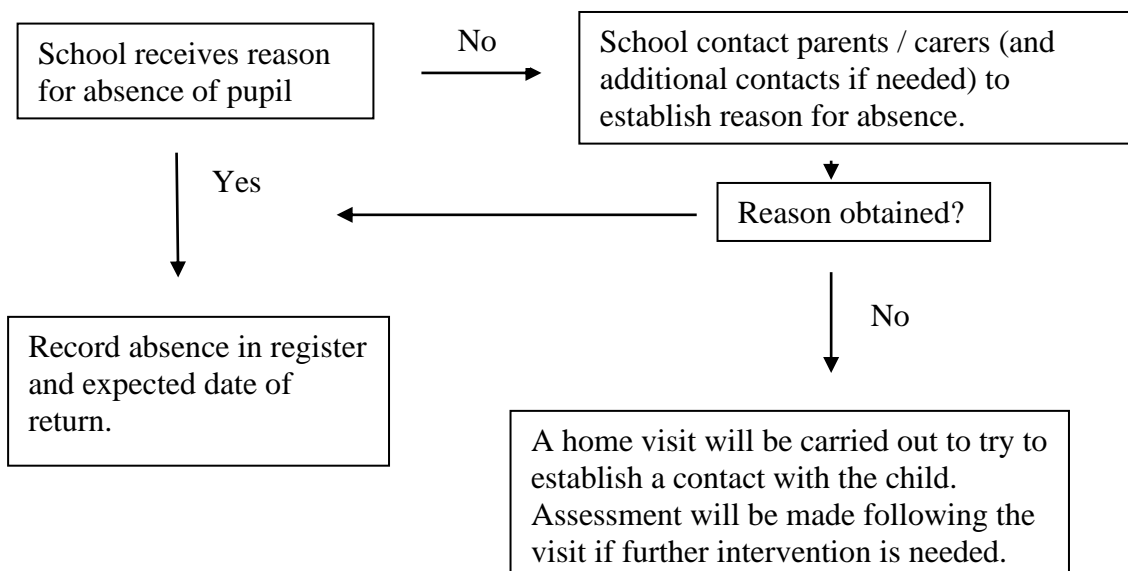 School receives reason
for absence of pupil
No
School contact parents / carers (and
additional contacts if needed) to
establish reason for absence.
Yes
Reason obtained?
No
Record absence in register
and expected date of
return.
A home visit will be carried out to try to
establish a contact with the child.
Assessment will be made following the
visit if further intervention is needed.